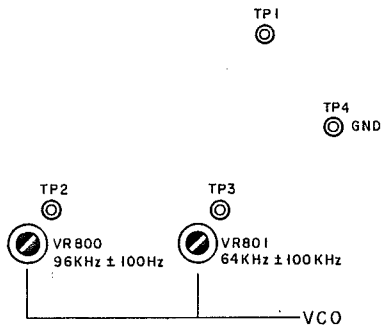 TP1
TP4
GND
TP2
TP3
VR800
96KHz ± 100Hz
VR801
64KHz ± 100KHz
VCO